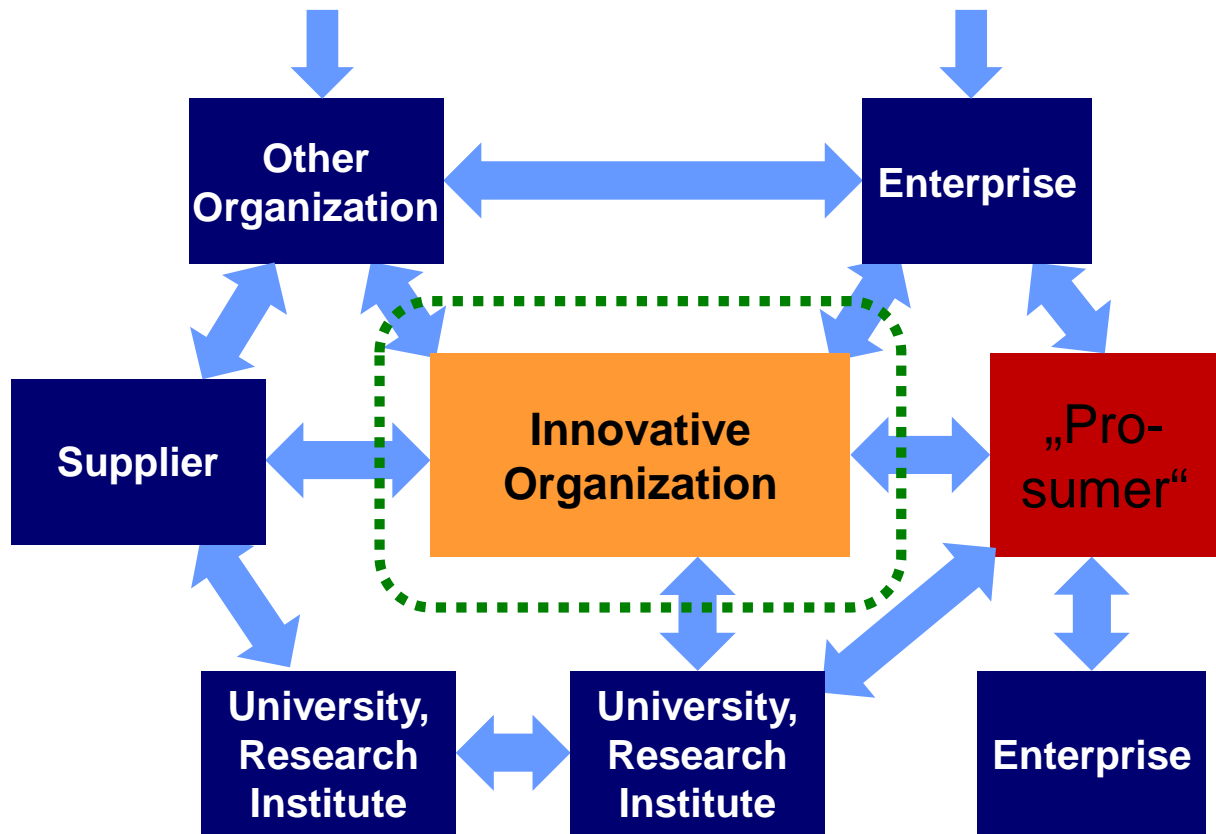 Other
Organization
Enterprise
Supplier
Innovative
Organization
„Pro-
sumer“
University,
Research
Institute
University,
Research
Institute
Enterprise